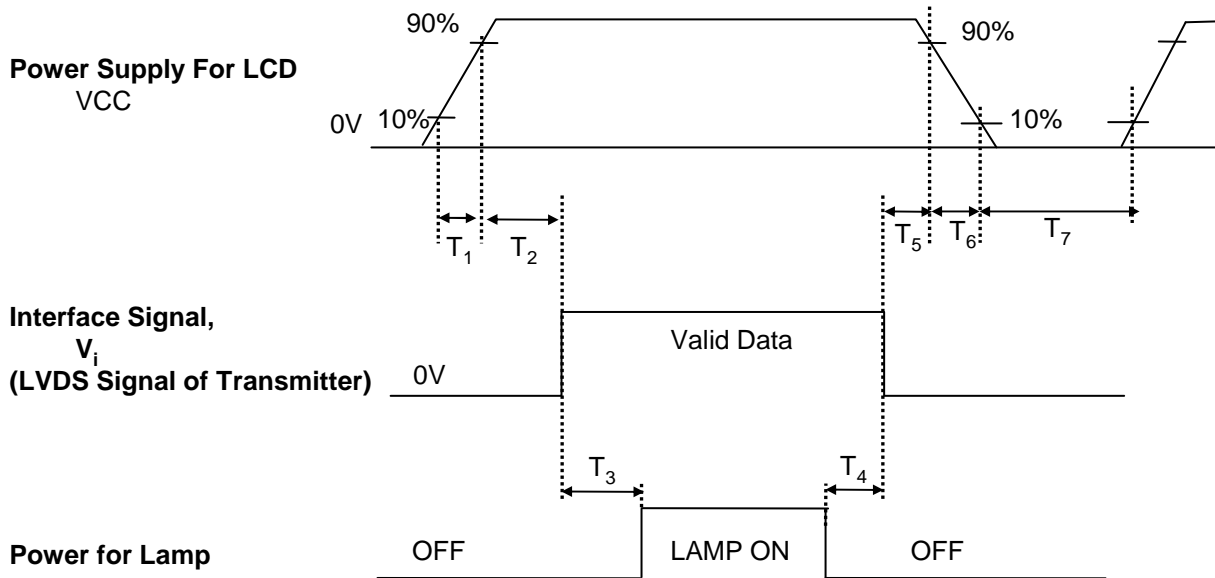 90%
90%
Power Supply For LCD
VCC
0V
10%
10%
T1
T2
T5
T6
T7
Interface Signal,
Vi
(LVDS Signal of Transmitter)
0V
Valid Data
T3
T4
Power for Lamp
OFF
LAMP ON
OFF